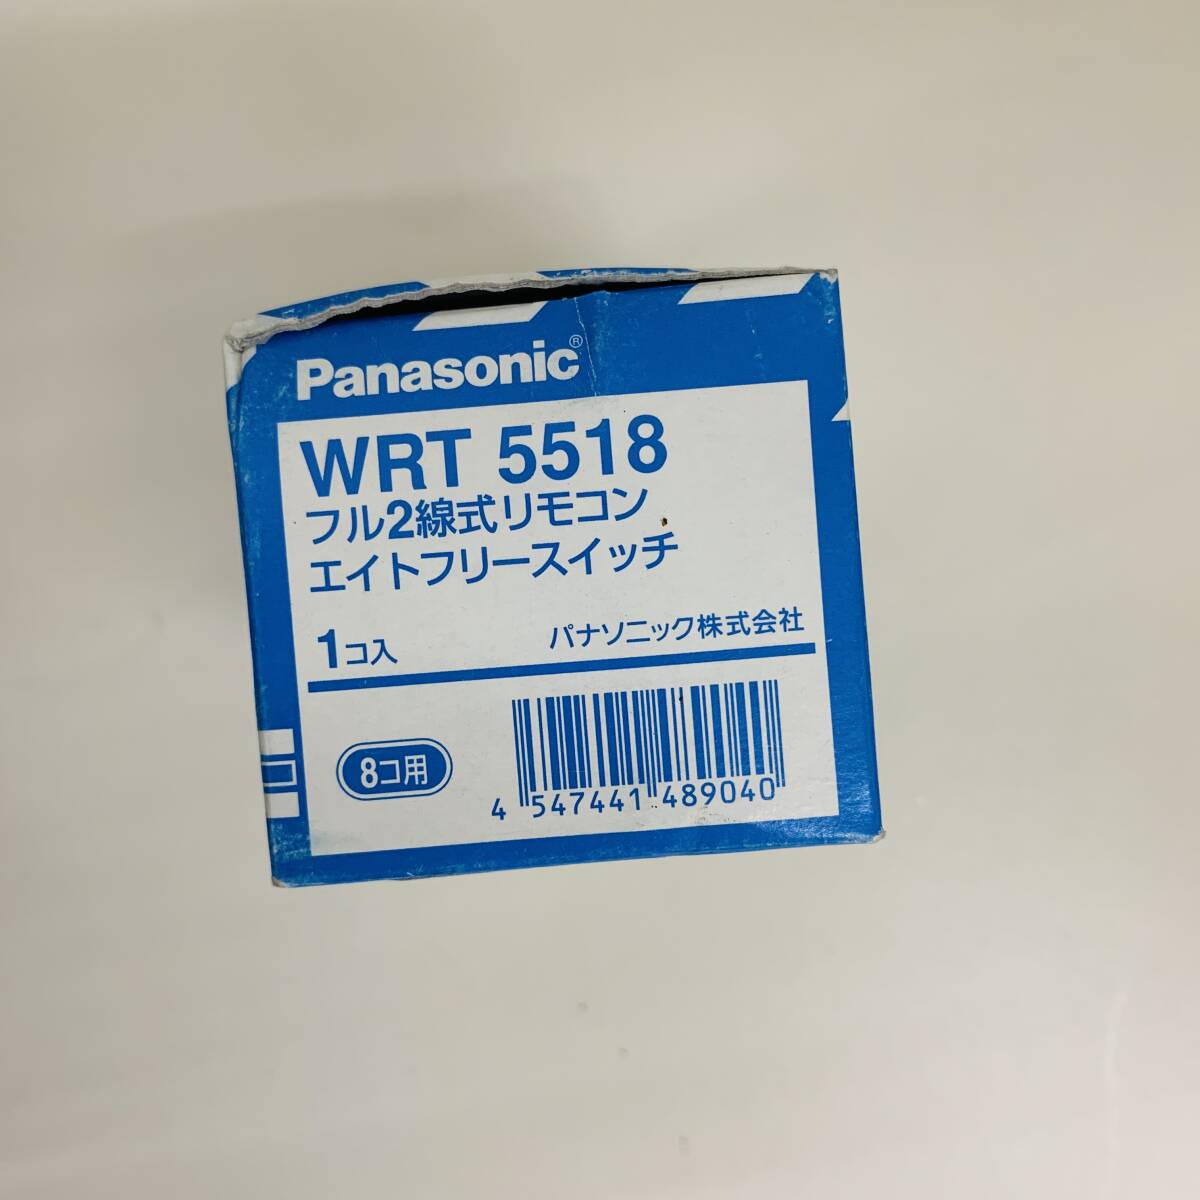 Panasonic®
WRT 5518
フル2線式リモコン
エイトフリースイッチ
1コ入 パナソニック株式会社
8コ用
4 547441 489040